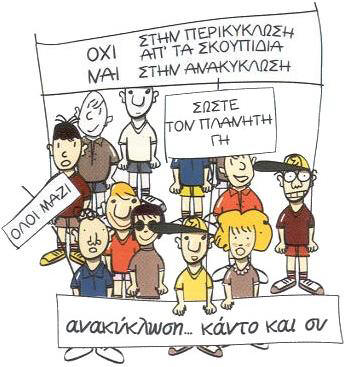 ΟΧΙ ΣΤΗΝ ΠΕΡΙΚΥΚΛΩΣΗ
ΑΠ' ΤΑ ΣΚΟΥΠΙΔΙΑ
ΝΑΙ ΣΤΗΝ ΑΝΑΚΥΚΛΩΣΗ
ΣΩΣΤΕ
ΤΟΝ ΠΛΑΝΗΤΗ
ΓΗ
ΟΛΟΙ ΜΑΖΙ
ανακύκλωση... κάντο και συ